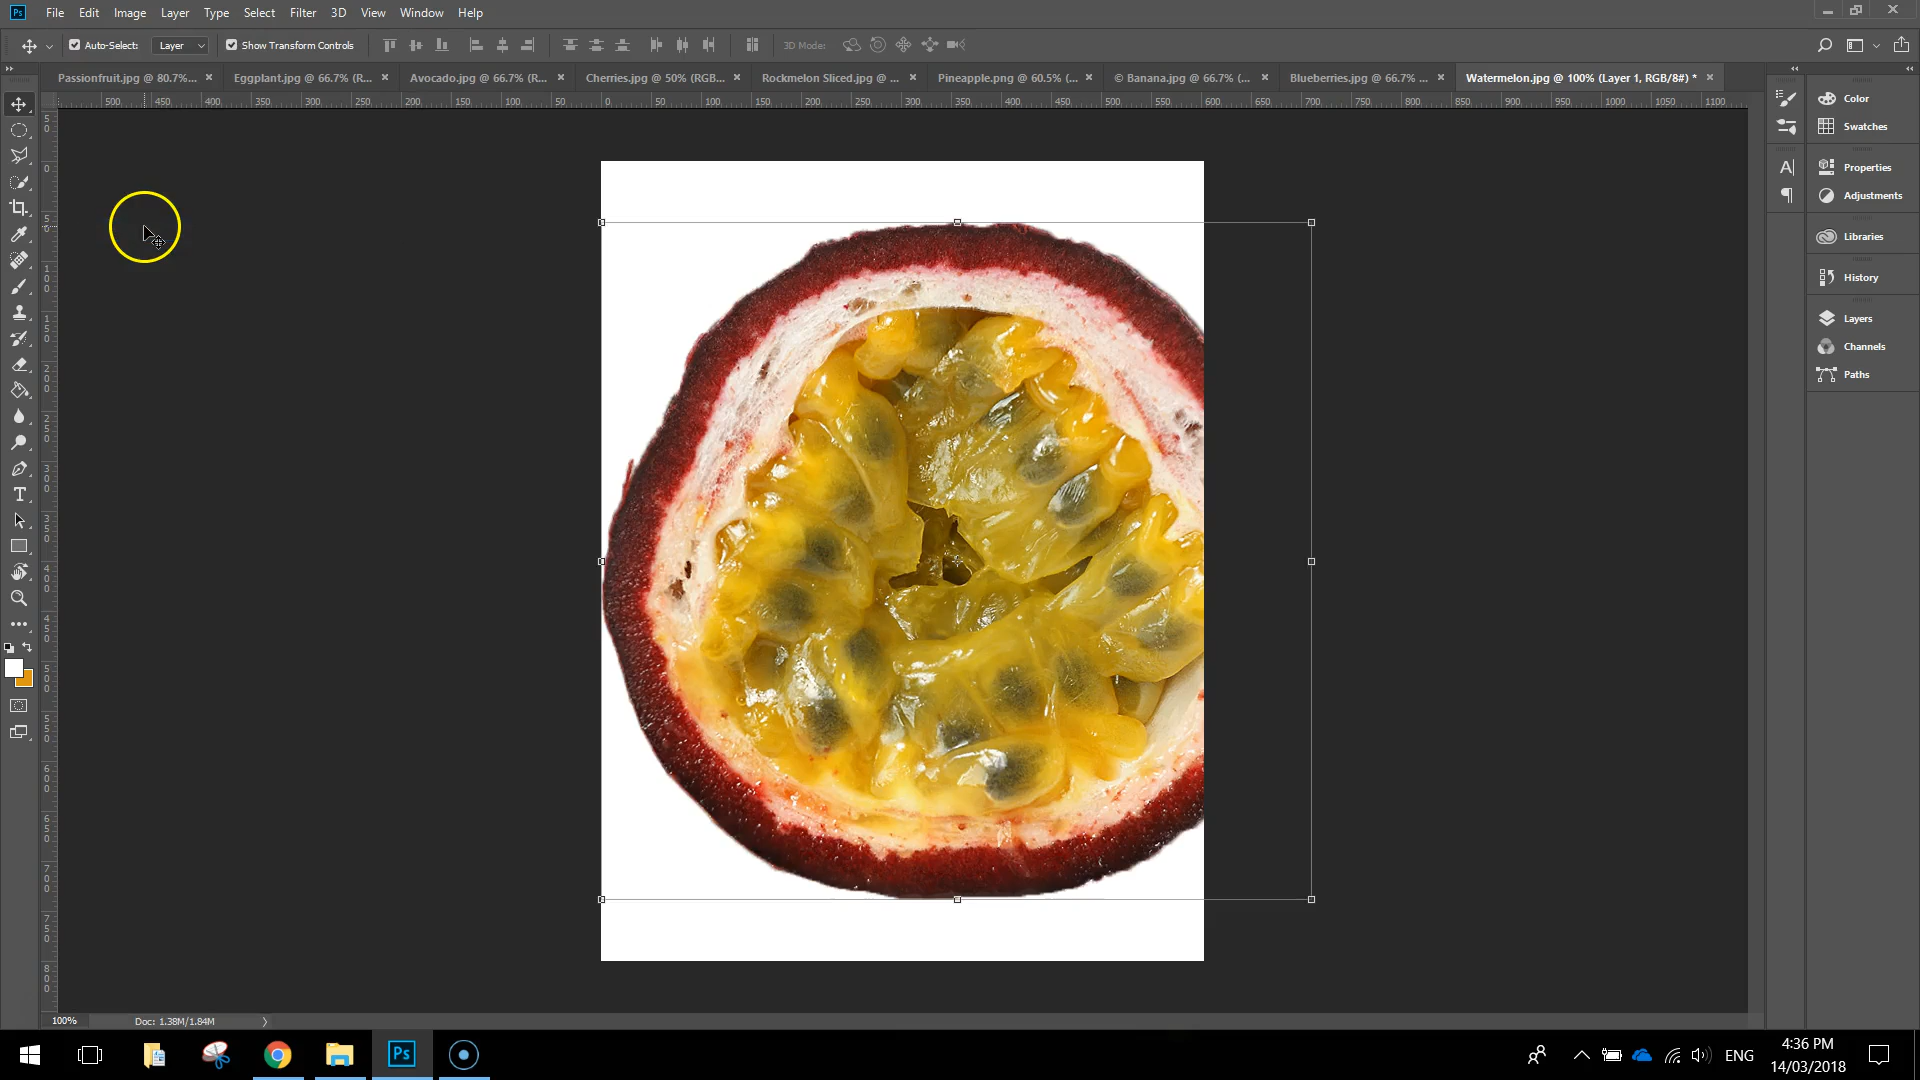 Ps File Edit Image Layer Type Select Filter 3D View Window Help
Auto-Select: Layer Show Transform Controls 3D Mode:
Passionfruit.jpg @ 80.7%... Eggplant.jpg @ 66.7% (R... Avocado.jpg @ 66.7% (R... Cherries.jpg @ 50% (RGB... Rockmelon Sliced.jpg @ ... Pineapple.png @ 60.5% (... © Banana.jpg @ 66.7% (... Blueberries.jpg @ 66.7% ... Watermelon.jpg @ 100% (Layer 1, RGB/8#) *
500 450 400 350 300 250 200 150 100 50 0 50 100 150 200 250 300 350 400 450 500 550 600 650 700 750 800 850 900 950 1000 1050 1100
Color
Swatches
Properties
Adjustments
Libraries
History
Layers
Channels
Paths
100% Doc: 1.38M/1.84M
Ps
ENG
4:36 PM
14/03/2018